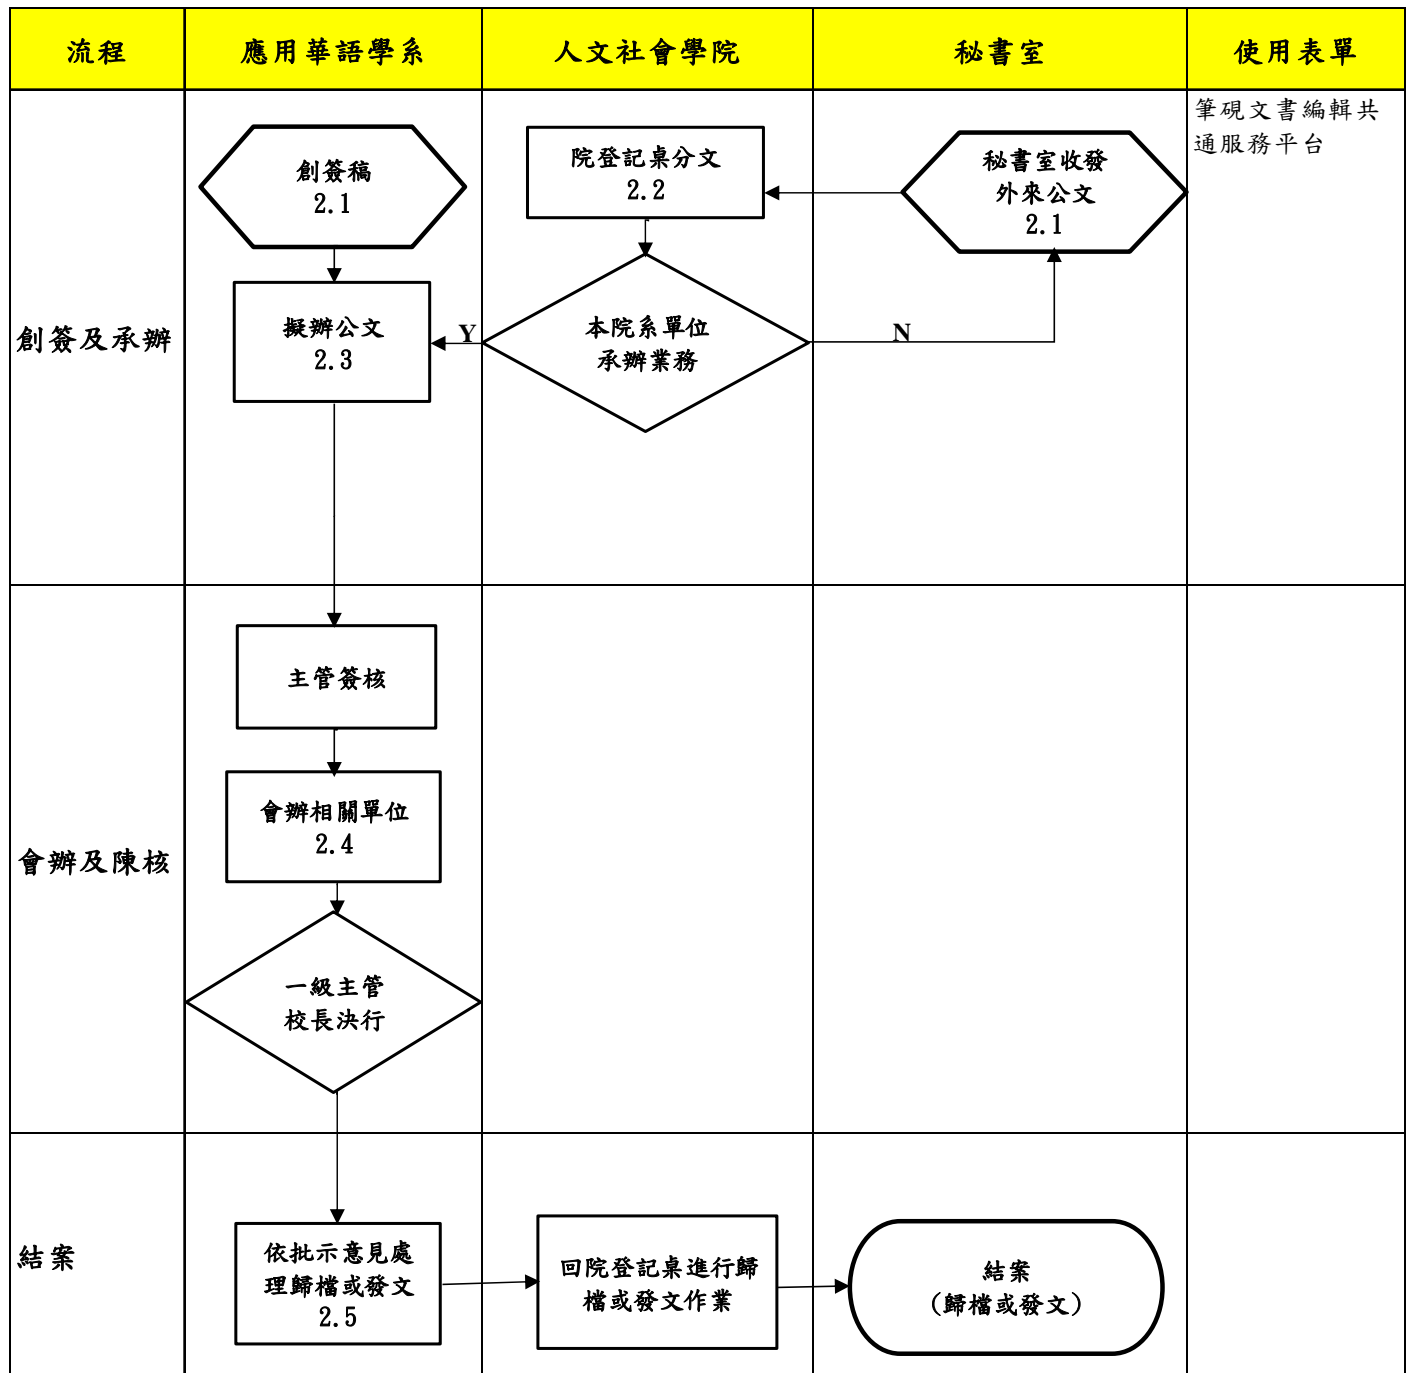 流程
應用華語學系
人文社會學院
秘書室
使用表單
創簽及承辦
創簽稿
2.1
擬辦公文
2.3
Y
院登記桌分文
2.2
本院系單位
承辦業務
N
秘書室收發
外來公文
2.1
筆硯文書編輯共
通服務平台
會辦及陳核
主管簽核
會辦相關單位
2.4
一級主管
校長決行
結案
依批示意見處
理歸檔或發文
2.5
回院登記桌進行歸
檔或發文作業
結案
(歸檔或發文)